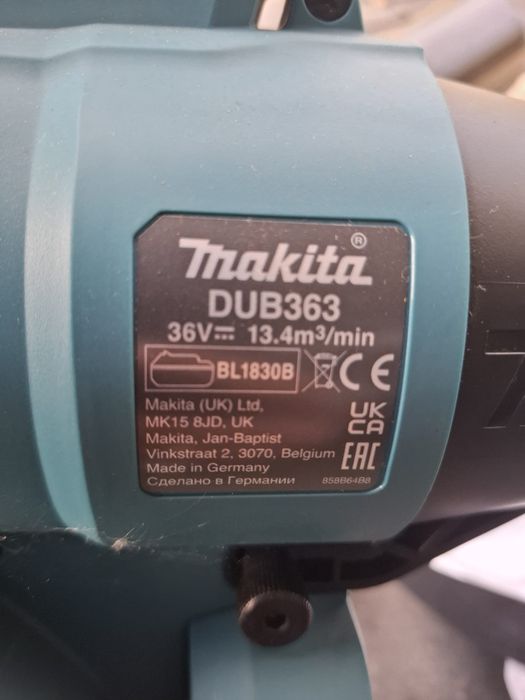 makita®
DUB363
36V⎓ 13.4m³/min
BL1830B CE
Makita (UK) Ltd,
MK15 8JD, UK
UK
CA
Makita, Jan-Baptist
Vinkstraat 2, 3070, Belgium
EAC
Made in Germany
Сделано в Германии
858B64B8